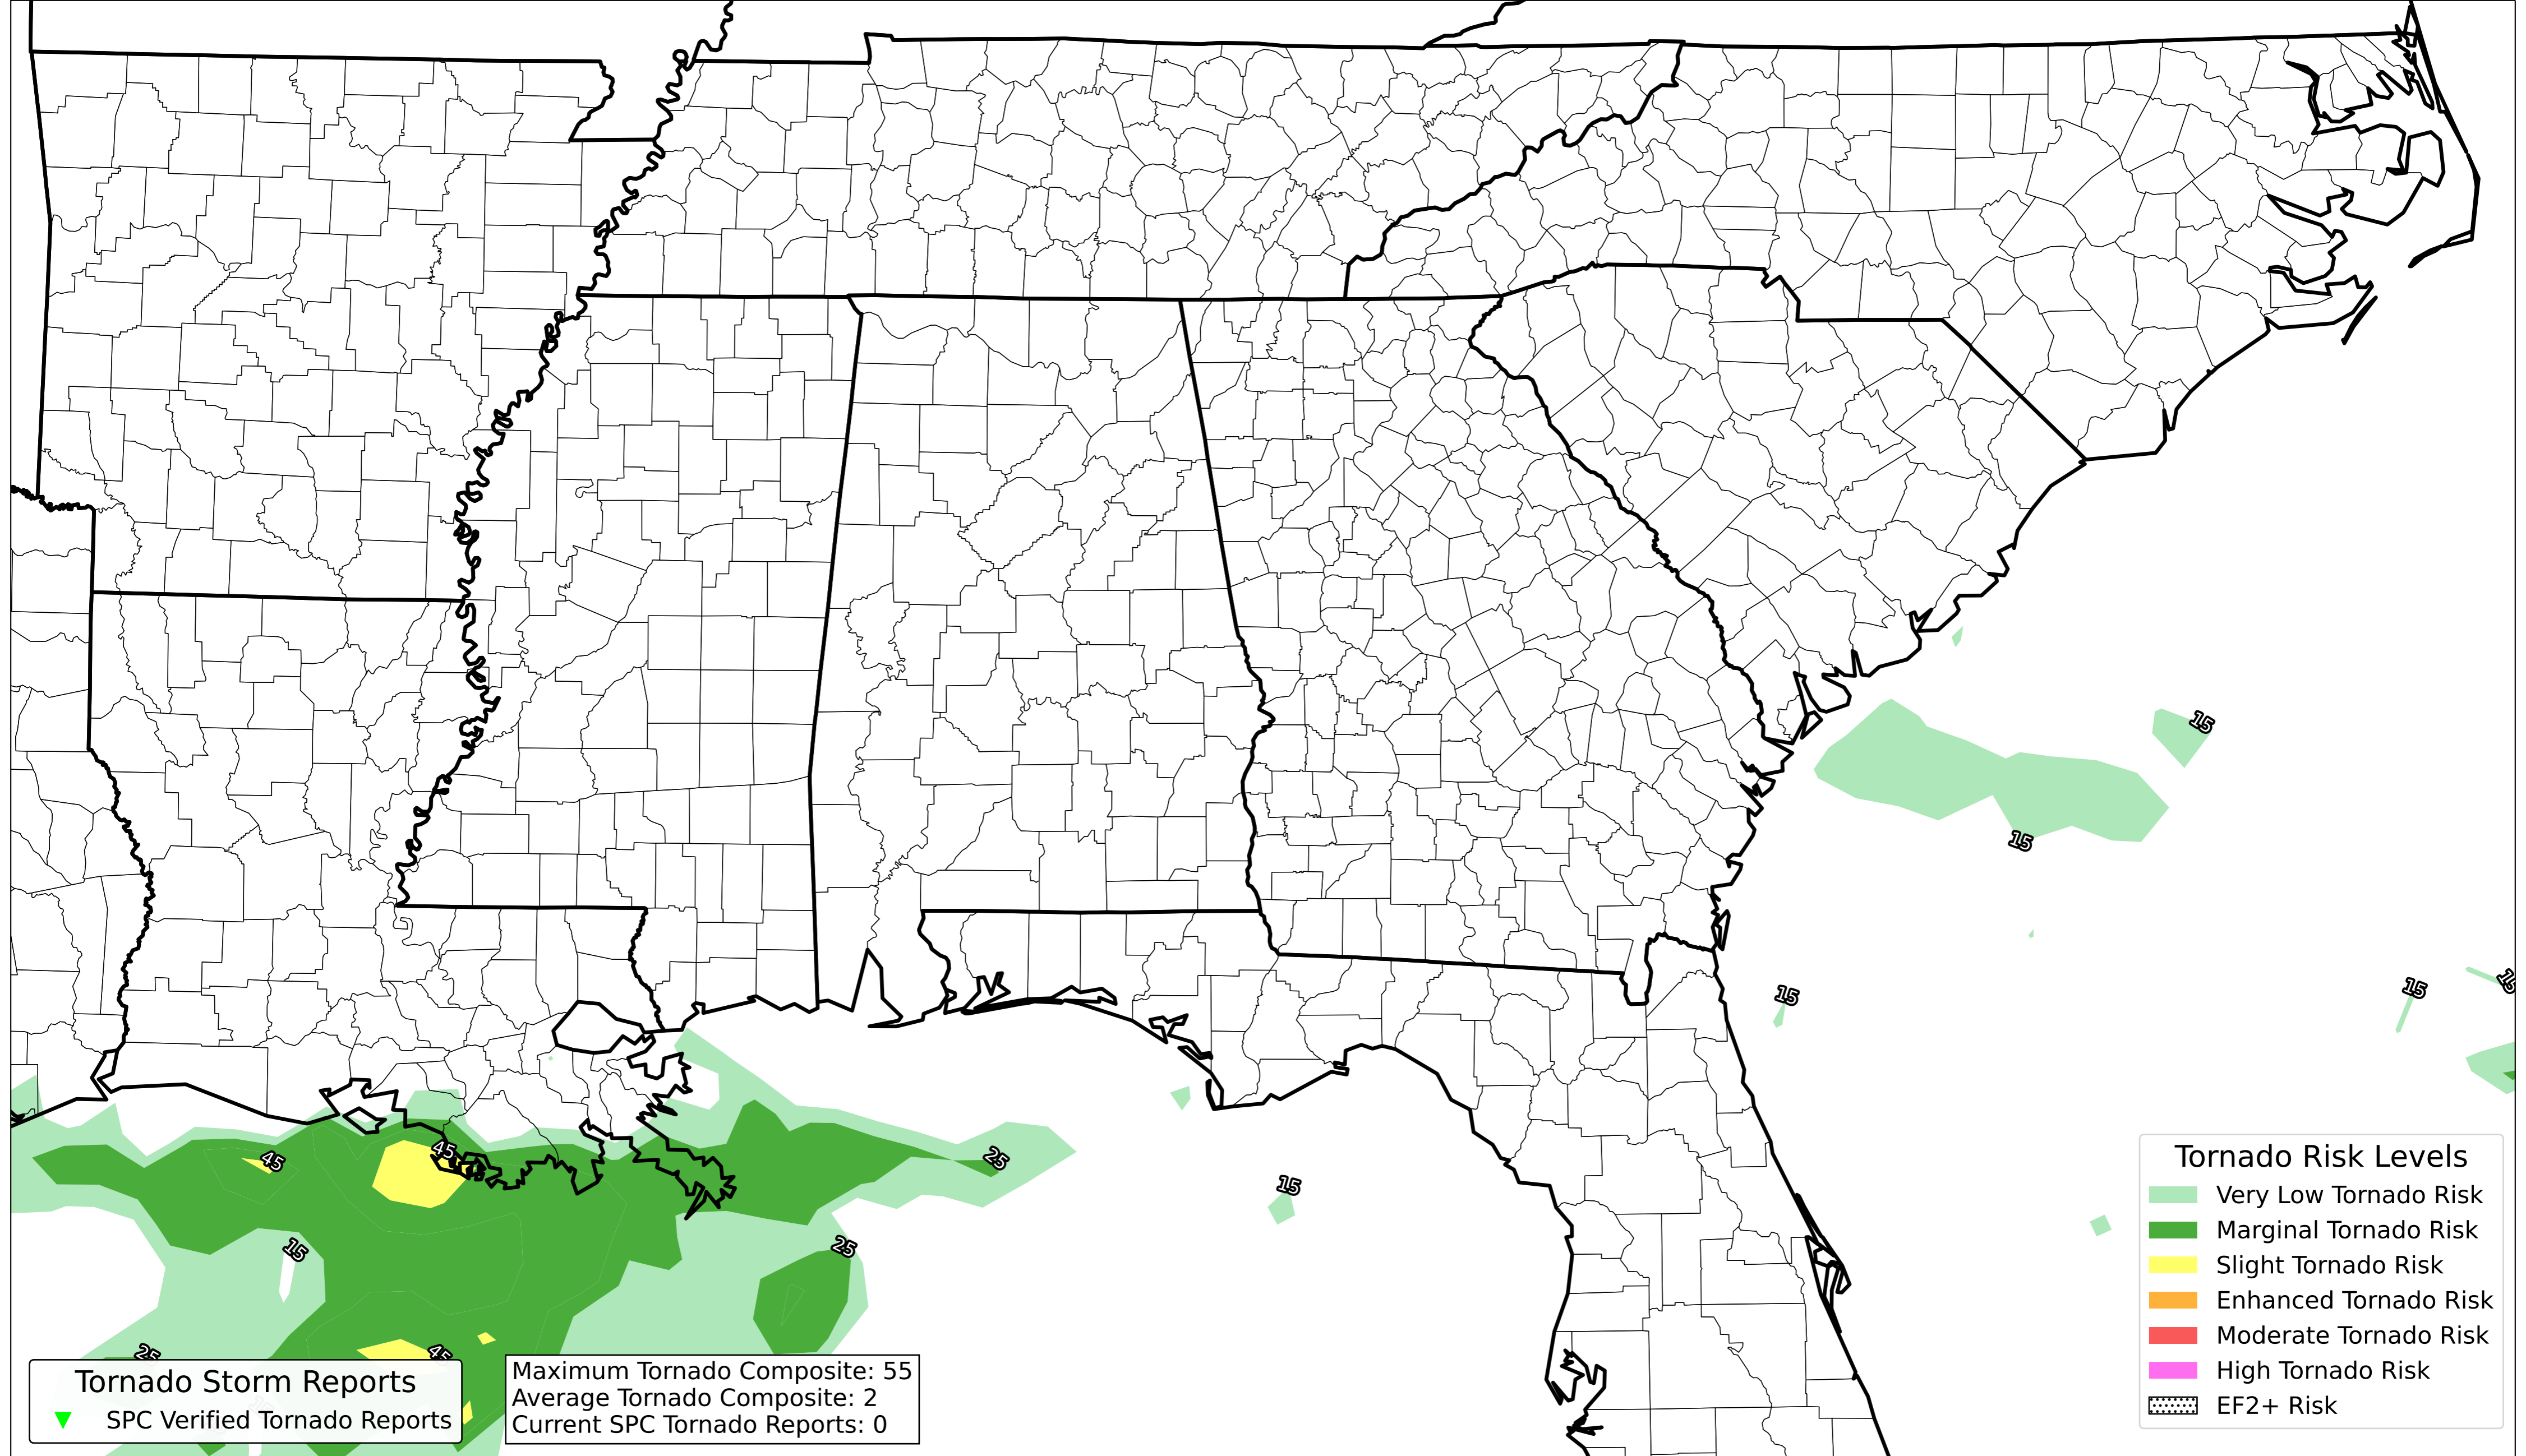 15
15
15
15
15
45
45
25
15
25
15
25
45
Tornado Risk Levels
Very Low Tornado Risk
Marginal Tornado Risk
Slight Tornado Risk
Enhanced Tornado Risk
Moderate Tornado Risk
High Tornado Risk
EF2+ Risk
Tornado Storm Reports
SPC Verified Tornado Reports
Maximum Tornado Composite: 55
Average Tornado Composite: 2
Current SPC Tornado Reports: 0